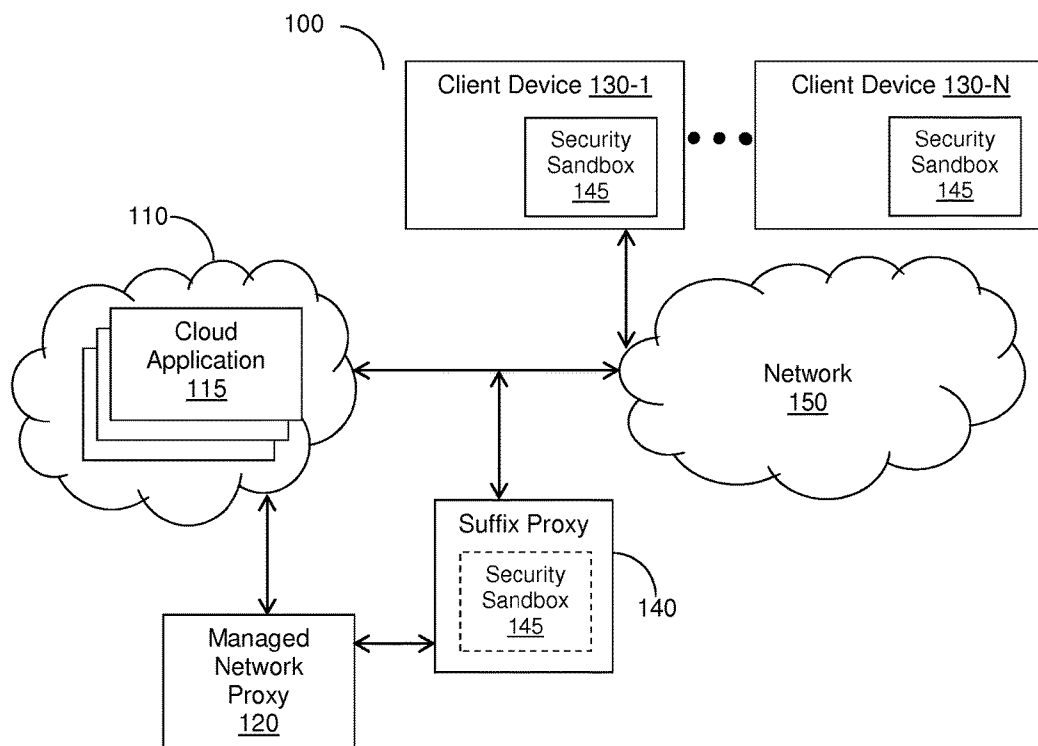 100
Client Device 130-1
Security
Sandbox
145
Client Device 130-N
Security
Sandbox
145
110
Cloud
Application
115
Network
150
Suffix Proxy
Security
Sandbox
145
140
Managed
Network
Proxy
120